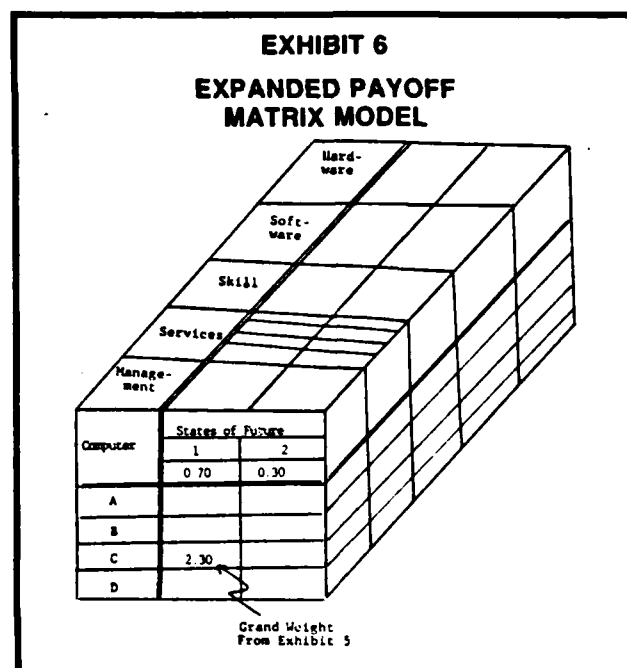 EXHIBIT 6
EXPANDED PAYOFF
MATRIX MODEL
Hard-
ware
Soft-
ware
Skill
Services
Manage-
ment
Computer
States of Future
1 2
0.70 0.30
A
B
C 2.30
D
Grand Weight
From Exhibit 5